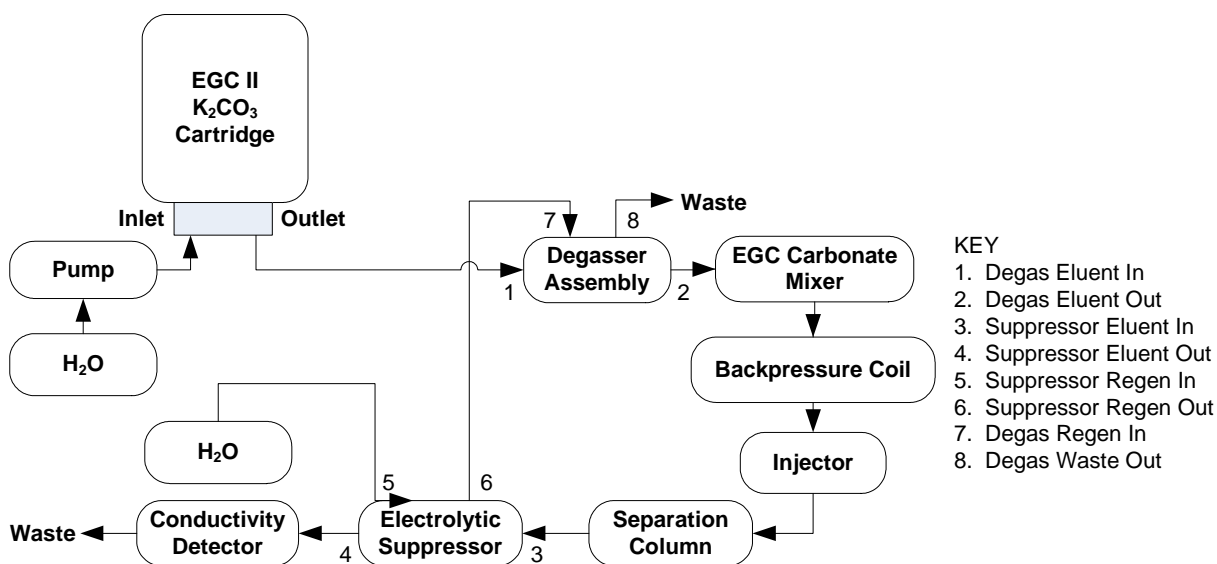 EGC II
K₂CO₃
Cartridge
Inlet
Outlet
Pump
H₂O
1
7
8
Waste
Degasser
Assembly
2
EGC Carbonate
Mixer
Backpressure Coil
Injector
Separation
Column
3
Electrolytic
Suppressor
5
6
H₂O
4
Conductivity
Detector
Waste
KEY
1. Degas Eluent In
2. Degas Eluent Out
3. Suppressor Eluent In
4. Suppressor Eluent Out
5. Suppressor Regen In
6. Suppressor Regen Out
7. Degas Regen In
8. Degas Waste Out